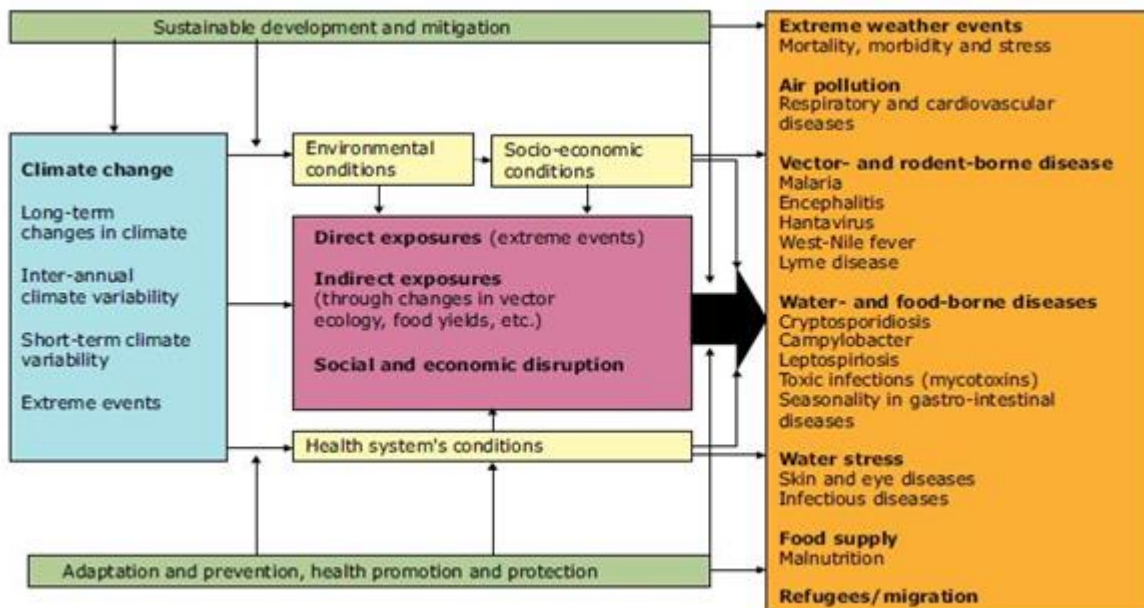 Sustainable development and mitigation
Climate change
Long-term
changes in climate
Inter-annual
climate variability
Short-term climate
variability
Extreme events
Environmental
conditions
Socio-economic
conditions
Direct exposures (extreme events)
Indirect exposures
(through changes in vector
ecology, food yields, etc.)
Social and economic disruption
Health system's conditions
Adaptation and prevention, health promotion and protection
Extreme weather events
Mortality, morbidity and stress
Air pollution
Respiratory and cardiovascular
diseases
Vector- and rodent-borne disease
Malaria
Encephalitis
Hantavirus
West-Nile fever
Lyme disease
Water- and food-borne diseases
Cryptosporidiosis
Campylobacter
Leptospiriosis
Toxic infections (mycotoxins)
Seasonality in gastro-intestinal
diseases
Water stress
Skin and eye diseases
Infectious diseases
Food supply
Malnutrition
Refugees/migration